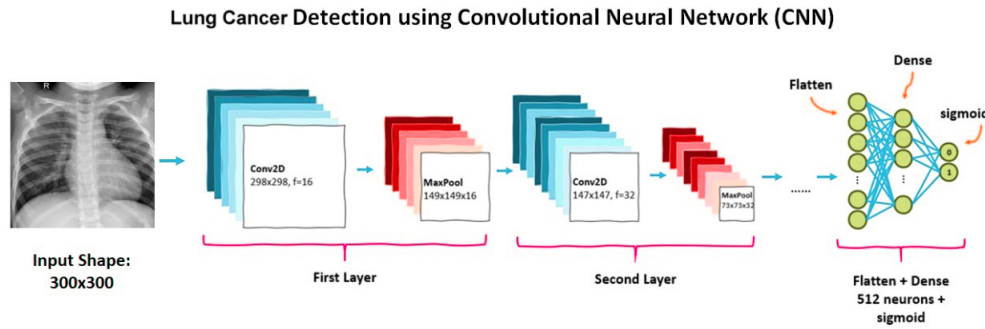 Lung Cancer Detection using Convolutional Neural Network (CNN)
R
Input Shape:
300x300
Conv2D
298x298, f=16
MaxPool
149x149x16
First Layer
Conv2D
147x147, f=32
MaxPool
73x73x32
Second Layer
......
Flatten
Dense
sigmoid
0
1
Flatten + Dense
512 neurons +
sigmoid